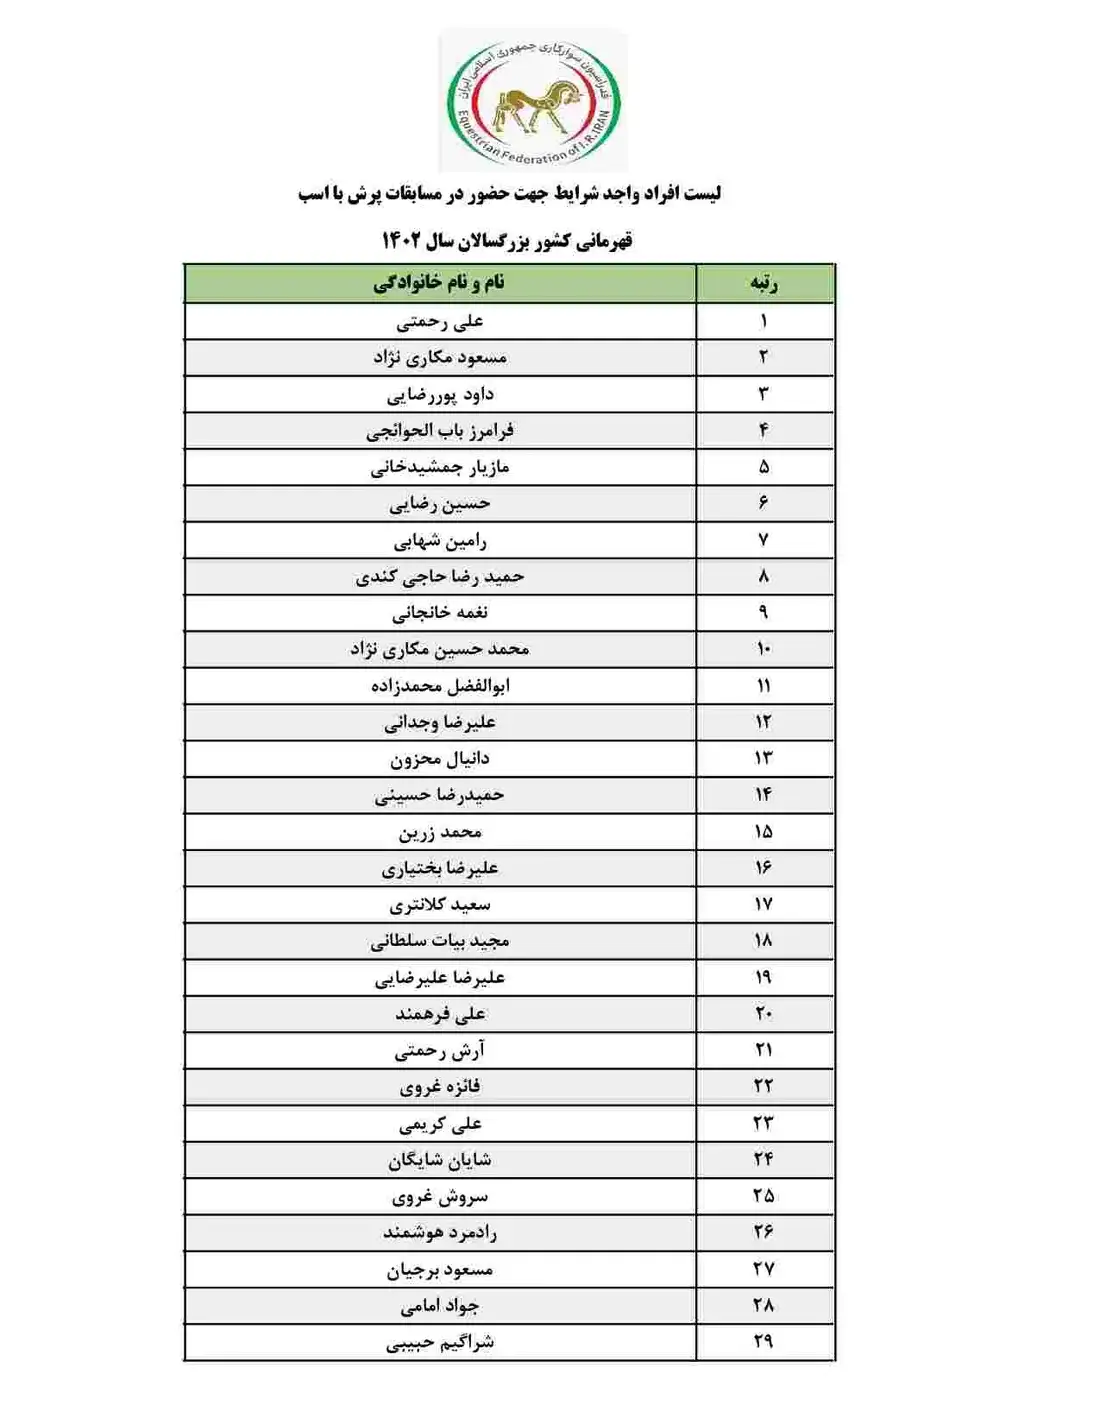 فدراسیون سوارکاری جمهوری اسلامی ایران
Equestrian Federation of I.R.IRAN
لیست افراد واجد شرایط جهت حضور در مسابقات پرش با اسب
قهرمانی کشور بزرگسالان سال ۱۴۰۲
رتبه نام و نام خانوادگی
۱ علی رحمتی
۲ مسعود مکاری نژاد
۳ داود پوررضایی
۴ فرامرز باب الحوائجی
۵ مازیار جمشیدخانی
۶ حسین رضایی
۷ رامین شهابی
۸ حمید رضا حاجی کندی
۹ نغمه خانجانی
۱۰ محمد حسین مکاری نژاد
۱۱ ابوالفضل محمدزاده
۱۲ علیرضا وجدانی
۱۳ دانیال محزون
۱۴ حمیدرضا حسینی
۱۵ محمد زرین
۱۶ علیرضا بختیاری
۱۷ سعید کلانتری
۱۸ مجید بیات سلطانی
۱۹ علیرضا علیرضایی
۲۰ علی فرهمند
۲۱ آرش رحمتی
۲۲ فائزه غروی
۲۳ علی کریمی
۲۴ شایان شایگان
۲۵ سروش غروی
۲۶ رادمرد هوشمند
۲۷ مسعود برجیان
۲۸ جواد امامی
۲۹ شراگیم حبیبی